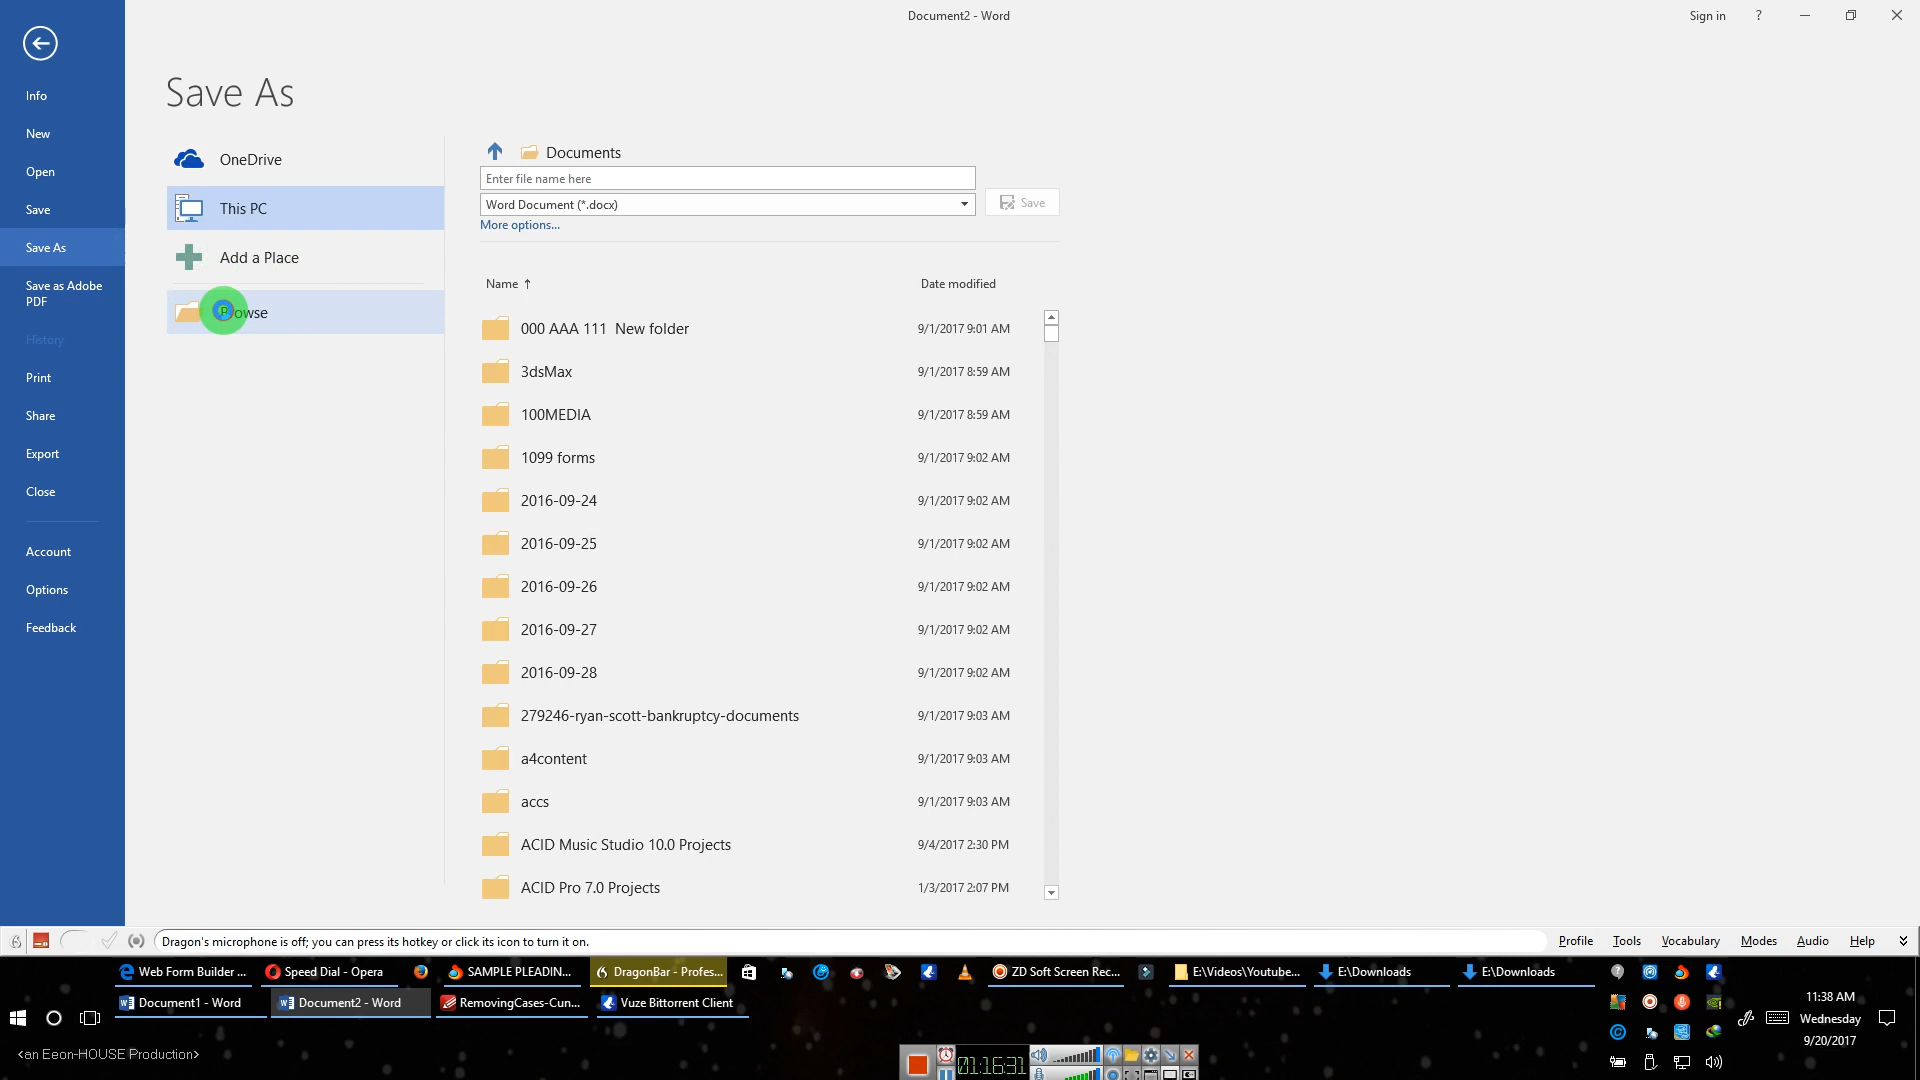 Document2 - Word
Sign in
?
Save As
Info
New
Open
Save
Save As
Save as Adobe
PDF
History
Print
Share
Export
Close
Account
Options
Feedback
OneDrive
This PC
Add a Place
Browse
Documents
Enter file name here
Word Document (*.docx)
Save
More options...
Name ↑ Date modified
000 AAA 111  New folder 9/1/2017 9:01 AM
3dsMax 9/1/2017 8:59 AM
100MEDIA 9/1/2017 8:59 AM
1099 forms 9/1/2017 9:02 AM
2016-09-24 9/1/2017 9:02 AM
2016-09-25 9/1/2017 9:02 AM
2016-09-26 9/1/2017 9:02 AM
2016-09-27 9/1/2017 9:02 AM
2016-09-28 9/1/2017 9:02 AM
279246-ryan-scott-bankruptcy-documents 9/1/2017 9:03 AM
a4content 9/1/2017 9:03 AM
accs 9/1/2017 9:03 AM
ACID Music Studio 10.0 Projects 9/4/2017 2:30 PM
ACID Pro 7.0 Projects 1/3/2017 2:07 PM
Dragon's microphone is off; you can press its hotkey or click its icon to turn it on.
Profile Tools Vocabulary Modes Audio Help
Web Form Builder ... Speed Dial - Opera SAMPLE PLEADIN... DragonBar - Profes... ZD Soft Screen Rec... E:\Videos\Youtube... E:\Downloads E:\Downloads
Document1 - Word Document2 - Word RemovingCases-Cun... Vuze Bittorrent Client
11:38 AM
Wednesday
9/20/2017
<an Eeon-HOUSE Production>
01:16:31